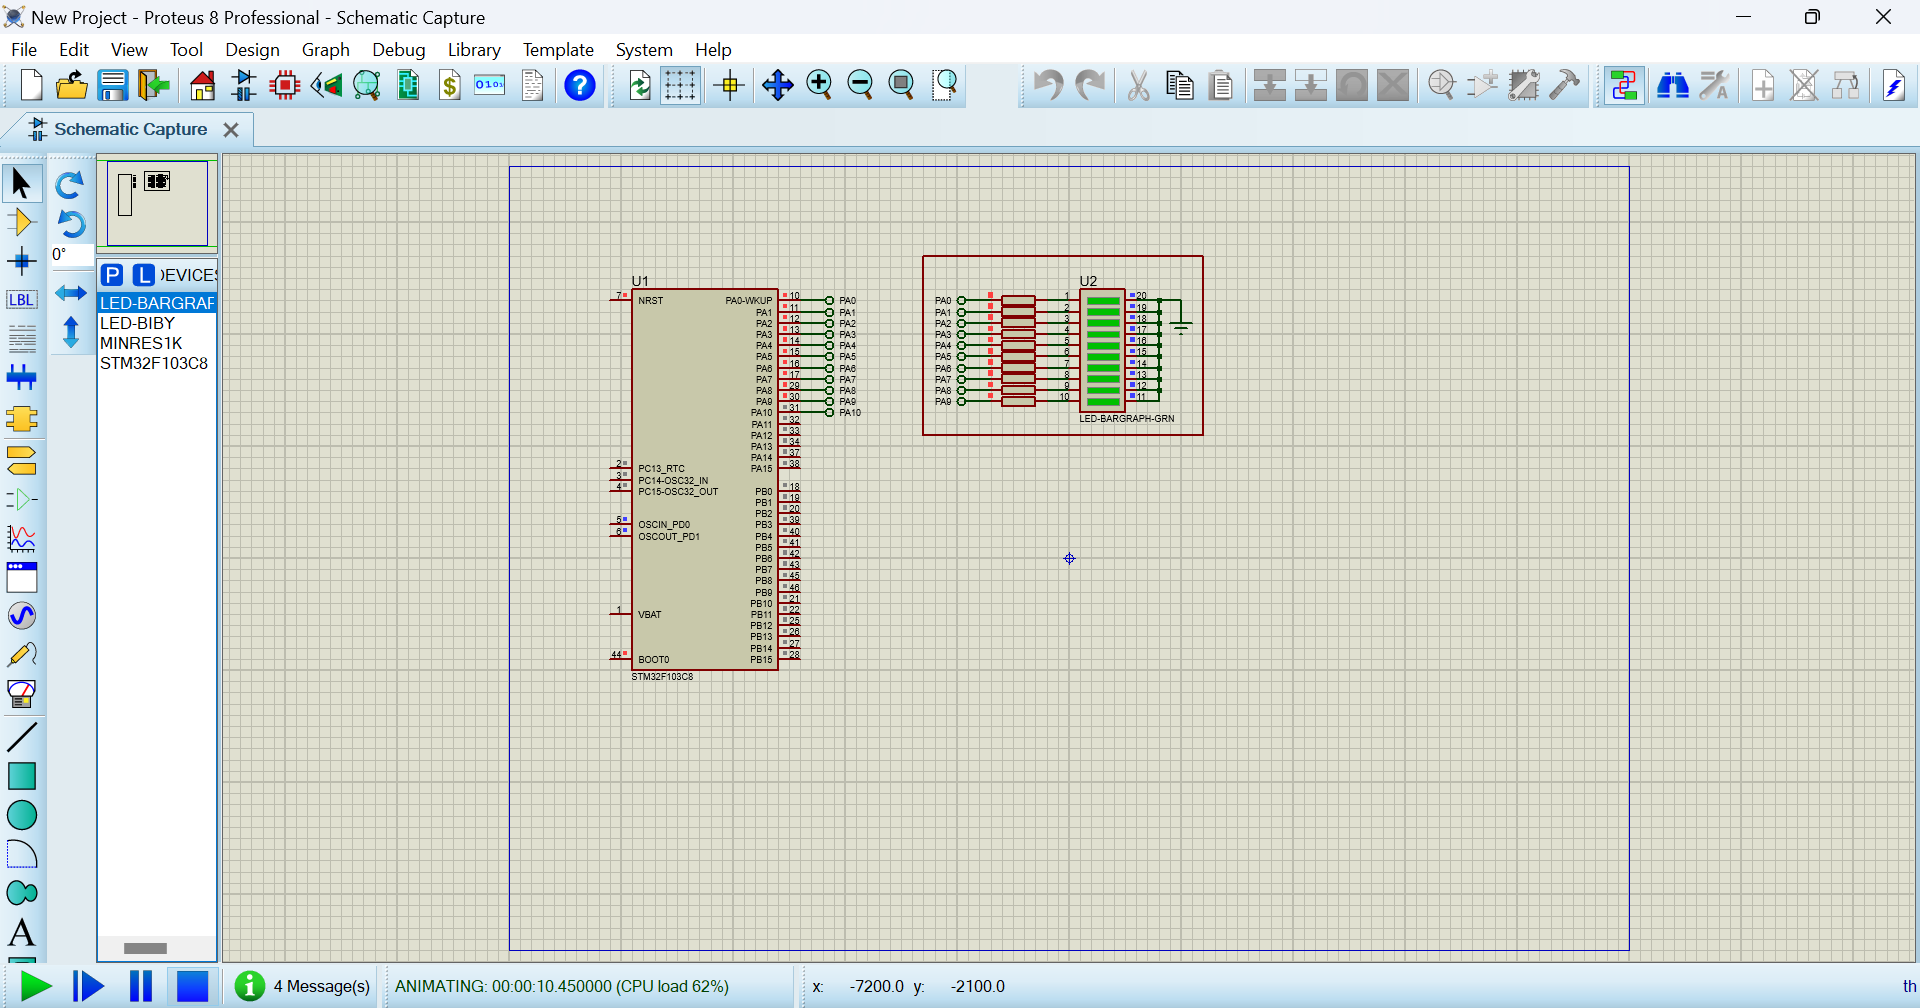 New Project - Proteus 8 Professional - Schematic Capture
File Edit View Tool Design Graph Debug Library Template System Help
Schematic Capture
0°
P L DEVICES
LED-BARGRAF
LED-BIBY
MINRES1K
STM32F103C8
LBL
A
U1
7 NRST
2 PC13_RTC
3 PC14-OSC32_IN
4 PC15-OSC32_OUT
5 OSCIN_PD0
6 OSCOUT_PD1
1 VBAT
44 BOOT0
PA0-WKUP 10 PA0
PA1 11 PA1
PA2 12 PA2
PA3 13 PA3
PA4 14 PA4
PA5 15 PA5
PA6 16 PA6
PA7 17 PA7
PA8 29 PA8
PA9 30 PA9
PA10 31 PA10
PA11 32
PA12 33
PA13 34
PA14 37
PA15 38
PB0 18
PB1 19
PB2 20
PB3 39
PB4 40
PB5 41
PB6 42
PB7 43
PB8 45
PB9 46
PB10 21
PB11 22
PB12 25
PB13 26
PB14 27
PB15 28
STM32F103C8
U2
PA0 1 20
PA1 2 19
PA2 3 18
PA3 4 17
PA4 5 16
PA5 6 15
PA6 7 14
PA7 8 13
PA8 9 12
PA9 10 11
LED-BARGRAPH-GRN
4 Message(s) ANIMATING: 00:00:10.450000 (CPU load 62%) x: -7200.0 y: -2100.0 th